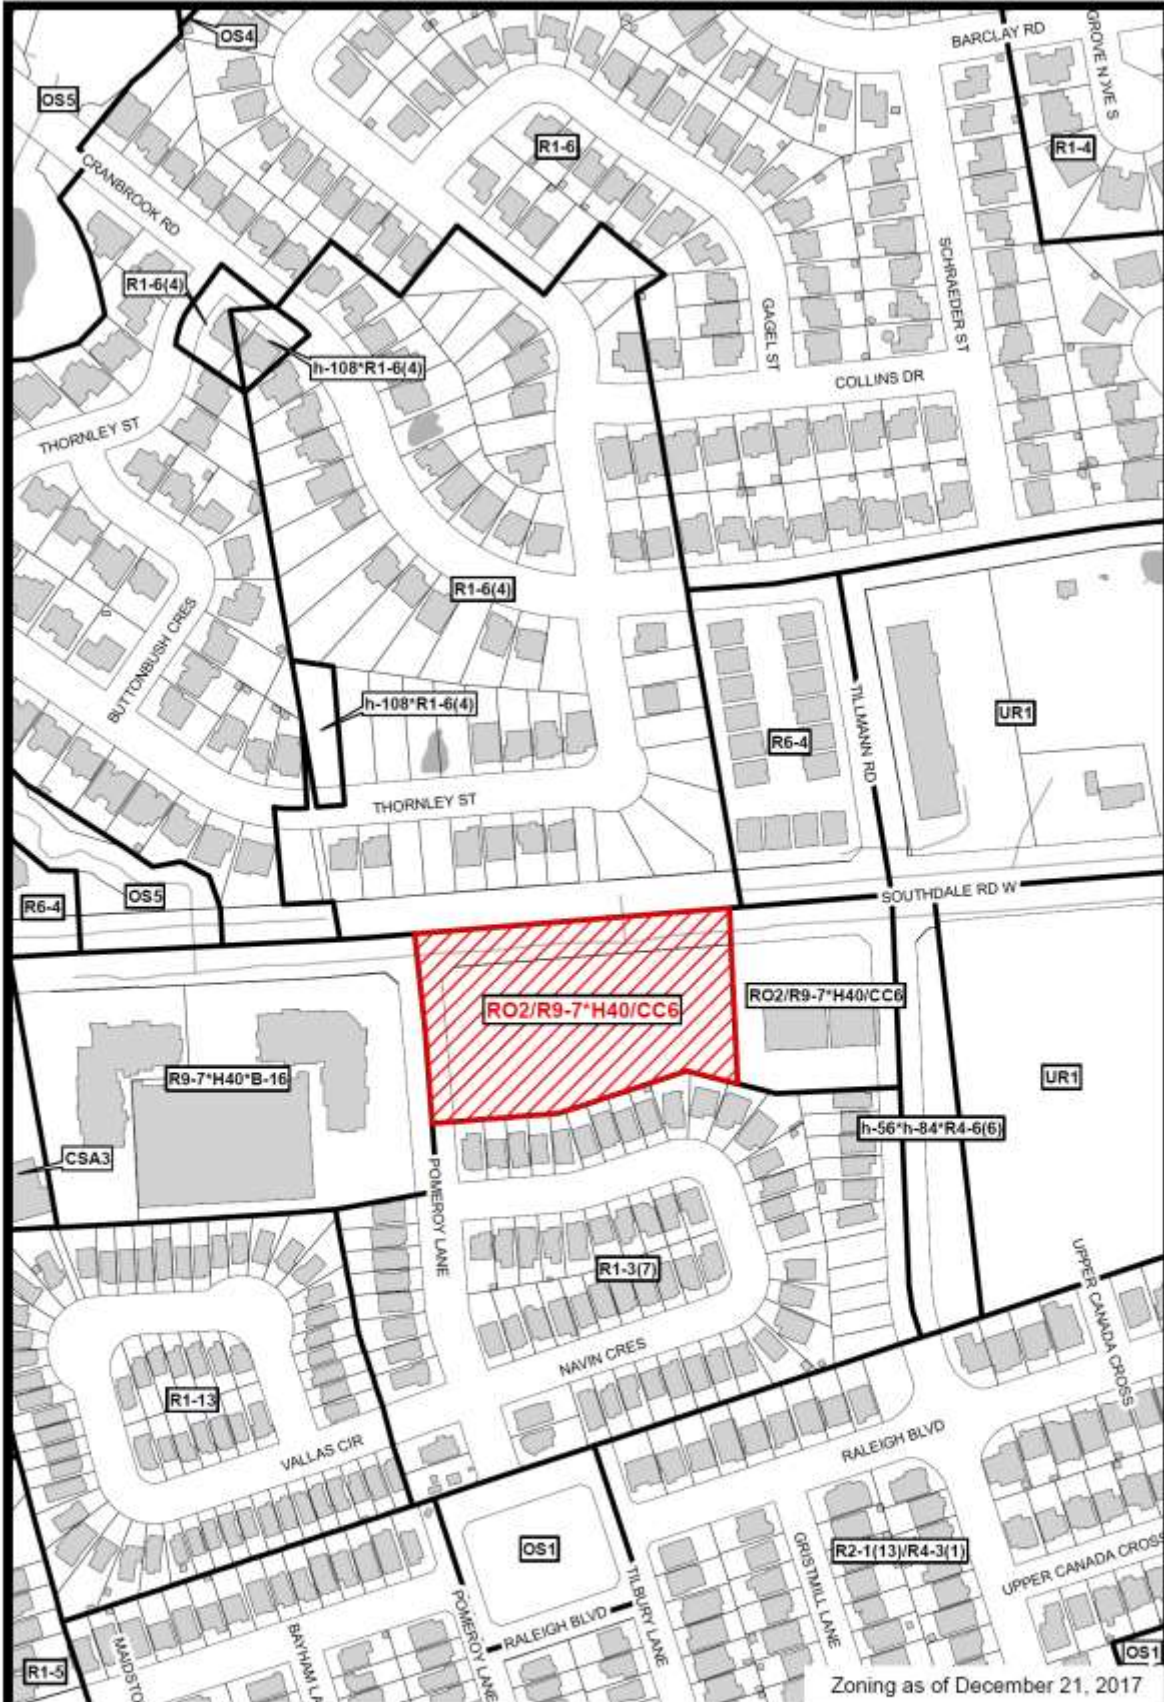 OS4
BARCLAY RD
OS5
R1-6
R1-4
CRANBROOK RD
R1-6(4)
SCHRAEDER ST
GAGEL ST
h-108*R1-6(4)
COLLINS DR
THORNLEY ST
R1-6(4)
BUTTONBUSH CRES
h-108*R1-6(4)
TILLMANN RD
UR1
R6-4
THORNLEY ST
SOUTHDALE RD W
R6-4
OS5
RO2/R9-7*H40/CC6
RO2/R9-7*H40/CC6
R9-7*H40*B-16
UR1
h-56*h-84*R4-6(6)
CSA3
POMEROY LANE
R1-3(7)
UPPER CANADA CROSS
NAVIN CRES
R1-13
VALLAS CIR
RALEIGH BLVD
OS1
GRISTMILL LANE
R2-1(13)/R4-3(1)
UPPER CANADA CROSS
TILBURY LANE
POMEROY LANE
RALEIGH BLVD
BAYHAM LA
MAIDSTO
R1-5
OS1
Zoning as of December 21, 2017